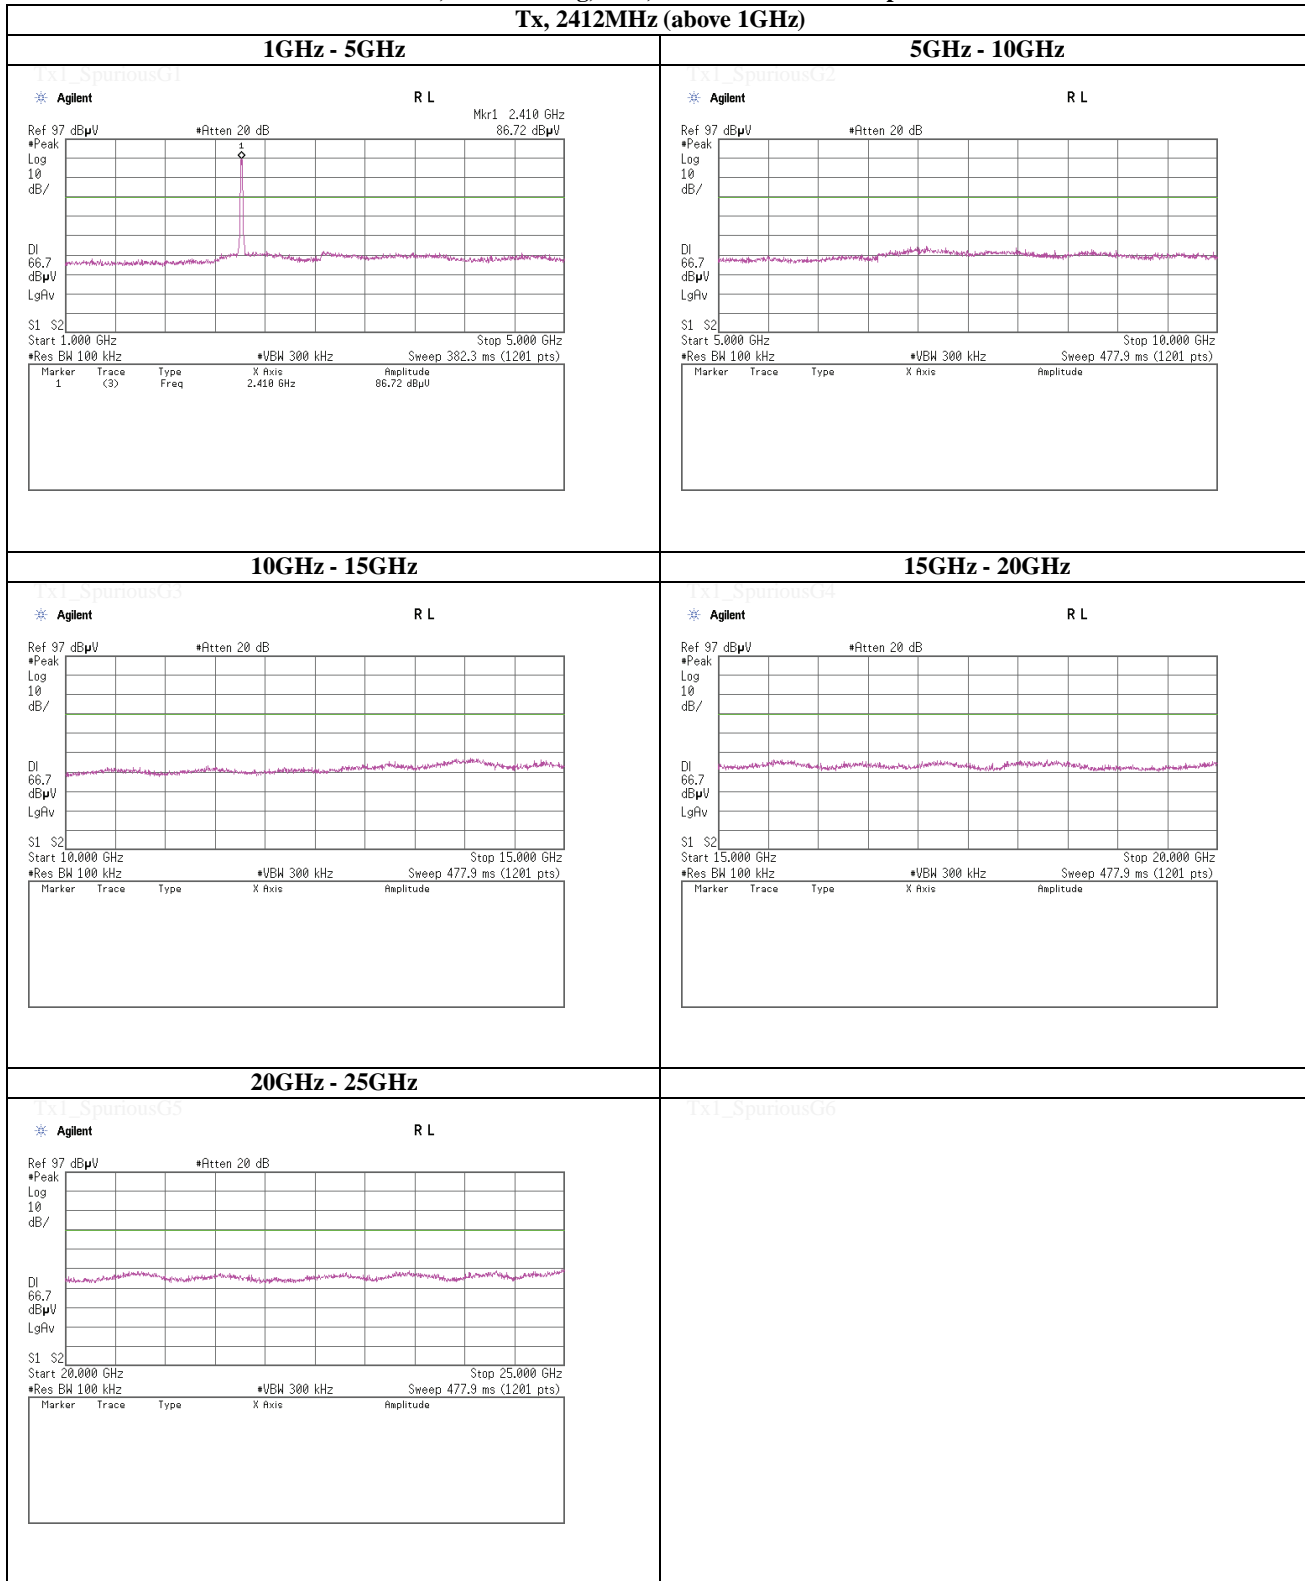 Tx, 2412MHz (above 1GHz)
1GHz - 5GHz
5GHz - 10GHz
Tx1_SpuriousG1
Agilent
R L
Mkr1 2.410 GHz
Ref 97 dBµV
#Atten 20 dB
86.72 dBµV
#Peak
1
Log
10
dB/
DI
66.7
dBµV
LgAv
S1 S2
Start 1.000 GHz
Stop 5.000 GHz
#Res BW 100 kHz
#VBW 300 kHz
Sweep 382.3 ms (1201 pts)
Marker Trace Type X Axis Amplitude
1 (3) Freq 2.410 GHz 86.72 dBµV
Tx1_SpuriousG2
Agilent
R L
Ref 97 dBµV
#Atten 20 dB
#Peak
Log
10
dB/
DI
66.7
dBµV
LgAv
S1 S2
Start 5.000 GHz
Stop 10.000 GHz
#Res BW 100 kHz
#VBW 300 kHz
Sweep 477.9 ms (1201 pts)
Marker Trace Type X Axis Amplitude
10GHz - 15GHz
15GHz - 20GHz
Tx1_SpuriousG3
Agilent
R L
Ref 97 dBµV
#Atten 20 dB
#Peak
Log
10
dB/
DI
66.7
dBµV
LgAv
S1 S2
Start 10.000 GHz
Stop 15.000 GHz
#Res BW 100 kHz
#VBW 300 kHz
Sweep 477.9 ms (1201 pts)
Marker Trace Type X Axis Amplitude
Tx1_SpuriousG4
Agilent
R L
Ref 97 dBµV
#Atten 20 dB
#Peak
Log
10
dB/
DI
66.7
dBµV
LgAv
S1 S2
Start 15.000 GHz
Stop 20.000 GHz
#Res BW 100 kHz
#VBW 300 kHz
Sweep 477.9 ms (1201 pts)
Marker Trace Type X Axis Amplitude
20GHz - 25GHz
Tx1_SpuriousG5
Agilent
R L
Ref 97 dBµV
#Atten 20 dB
#Peak
Log
10
dB/
DI
66.7
dBµV
LgAv
S1 S2
Start 20.000 GHz
Stop 25.000 GHz
#Res BW 100 kHz
#VBW 300 kHz
Sweep 477.9 ms (1201 pts)
Marker Trace Type X Axis Amplitude
Tx1_SpuriousG6